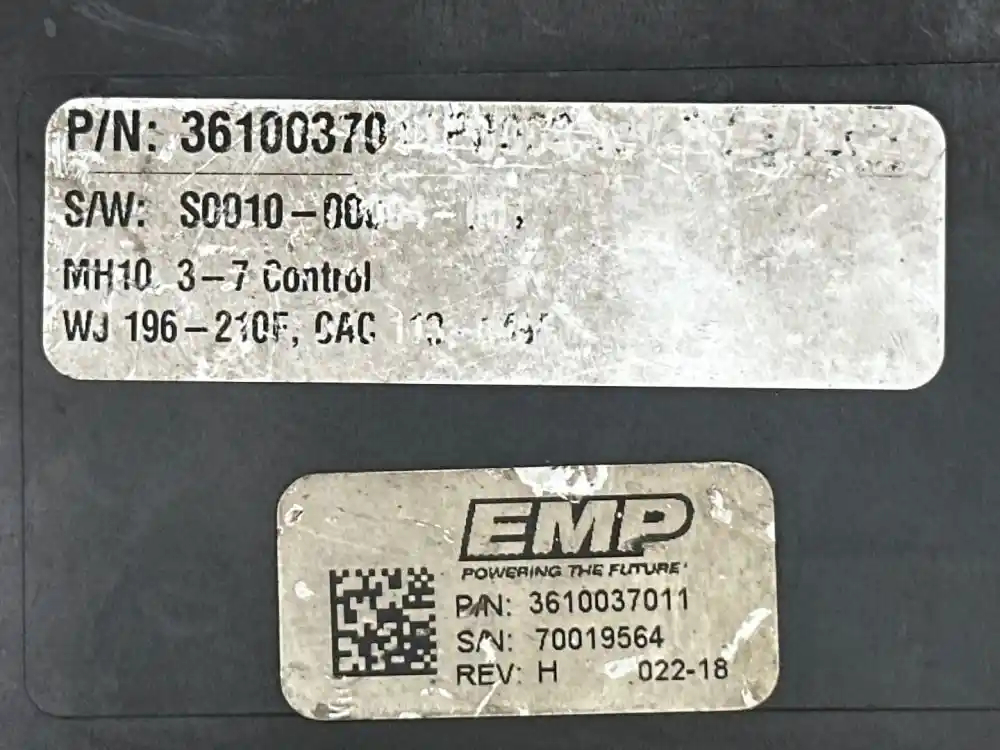 P/N: 36100370
S/W: S0010-00
MH10 3-7 Control
WJ 196-210F, CAC
EMP
POWERING THE FUTURE
P/N: 3610037011
S/N: 70019564
REV: H 022-18